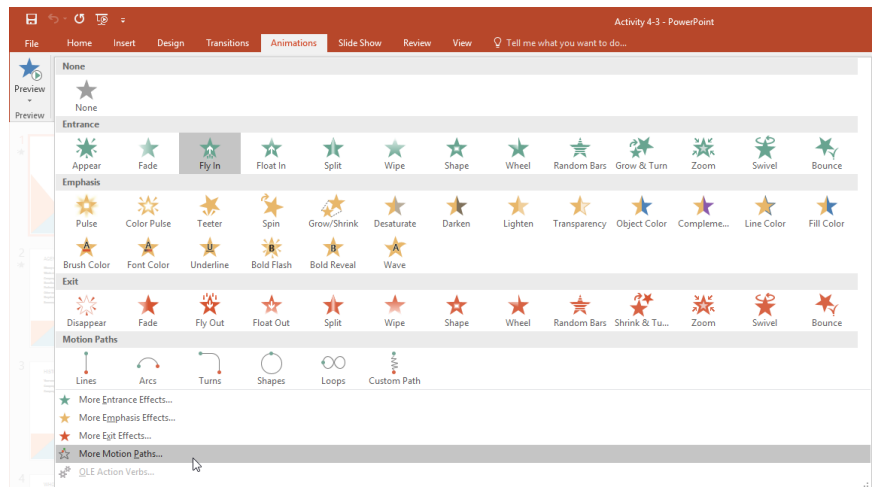 Activity 4-3 - PowerPoint
File Home Insert Design Transitions Animations Slide Show Review View Tell me what you want to do...
Preview
Preview
None
None
Entrance
Appear Fade Fly In Float In Split Wipe Shape Wheel Random Bars Grow & Turn Zoom Swivel Bounce
Emphasis
Pulse Color Pulse Teeter Spin Grow/Shrink Desaturate Darken Lighten Transparency Object Color Compleme... Line Color Fill Color
Brush Color Font Color Underline Bold Flash Bold Reveal Wave
Exit
Disappear Fade Fly Out Float Out Split Wipe Shape Wheel Random Bars Shrink & Tu... Zoom Swivel Bounce
Motion Paths
Lines Arcs Turns Shapes Loops Custom Path
More Entrance Effects...
More Emphasis Effects...
More Exit Effects...
More Motion Paths...
OLE Action Verbs...
1
2
3
4